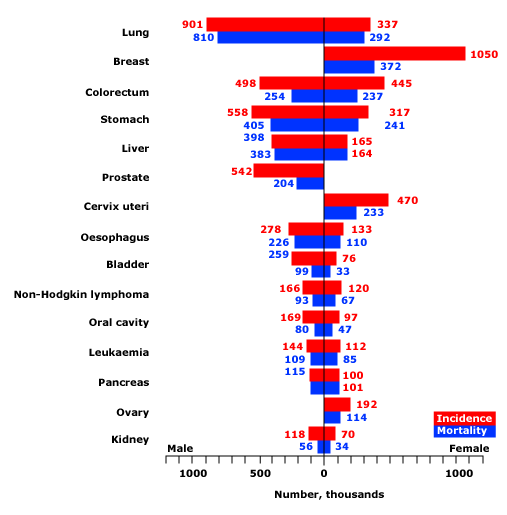 901 337
Lung
810 292
1050
Breast
372
498 445
Colorectum
254 237
558 317
Stomach
405 241
398 165
Liver
383 164
542
Prostate
204
470
Cervix uteri
233
278 133
Oesophagus
226 110
259 76
Bladder
99 33
166 120
Non-Hodgkin lymphoma
93 67
169 97
Oral cavity
80 47
144 112
Leukaemia
109 85
115 100
Pancreas
101
192
Ovary
114
118 70
Kidney
56 34
Incidence
Mortality
Male Female
1000 500 0 1000
Number, thousands